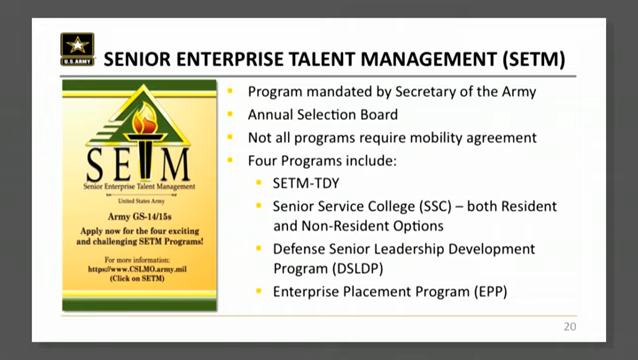 U.S. ARMY
SENIOR ENTERPRISE TALENT MANAGEMENT (SETM)
SETM
Senior Enterprise Talent Management
United States Army
Army GS-14/15s
Apply now for the four exciting
and challenging SETM Programs!
For more information:
https://www.CSLMO.army.mil
(Click on SETM)
Program mandated by Secretary of the Army
Annual Selection Board
Not all programs require mobility agreement
Four Programs include:
SETM-TDY
Senior Service College (SSC) – both Resident
and Non-Resident Options
Defense Senior Leadership Development
Program (DSLDP)
Enterprise Placement Program (EPP)
20